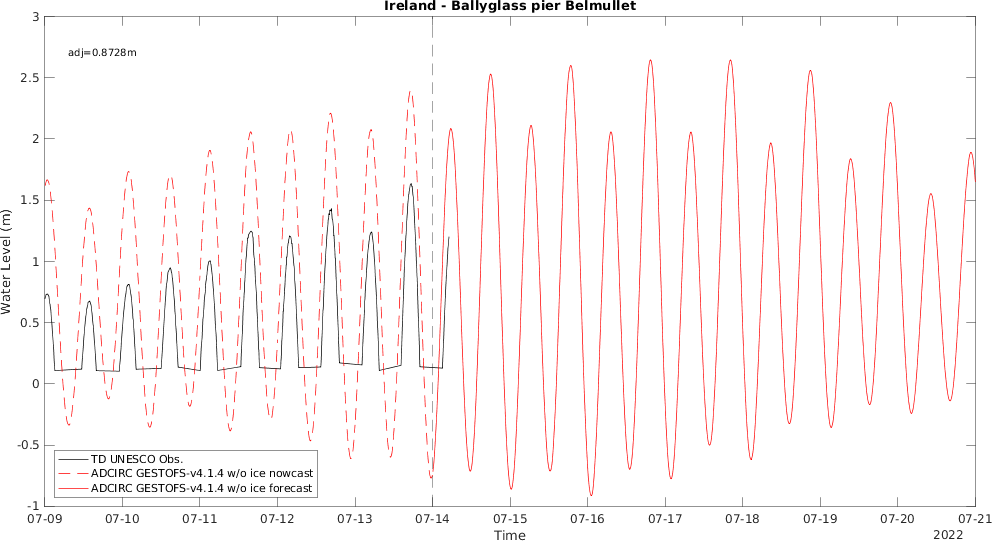 Ireland - Ballyglass pier Belmullet
3
2.5
2
1.5
1
0.5
0
-0.5
-1
Water Level (m)
adj=0.8728m
TD UNESCO Obs.
ADCIRC GESTOFS-v4.1.4 w/o ice nowcast
ADCIRC GESTOFS-v4.1.4 w/o ice forecast
07-09 07-10 07-11 07-12 07-13 07-14 07-15 07-16 07-17 07-18 07-19 07-20 07-21
Time
2022